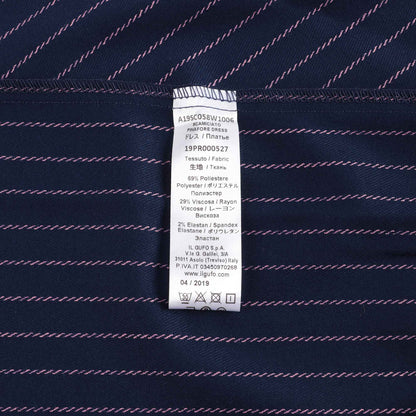 A19SC058W1006
SCAMICIATO
PINAFORE DRESS
ドレス / Платье
19PR000527
Tessuto / Fabric
生地 / Ткань
69% Poliestere
Polyester / ポリエステル
Полиэстер
29% Viscosa / Rayon
Viscose / レーヨン
Вискоза
2% Elastan / Spandex
Elastane / ポリウレタン
Эластан
IL GUFO S.p.A.
V.le G. Galilei, 3/A
31011 Asolo (Treviso) Italy
P.IVA.IT 03450970268
www.ilgufo.com
04 / 2019